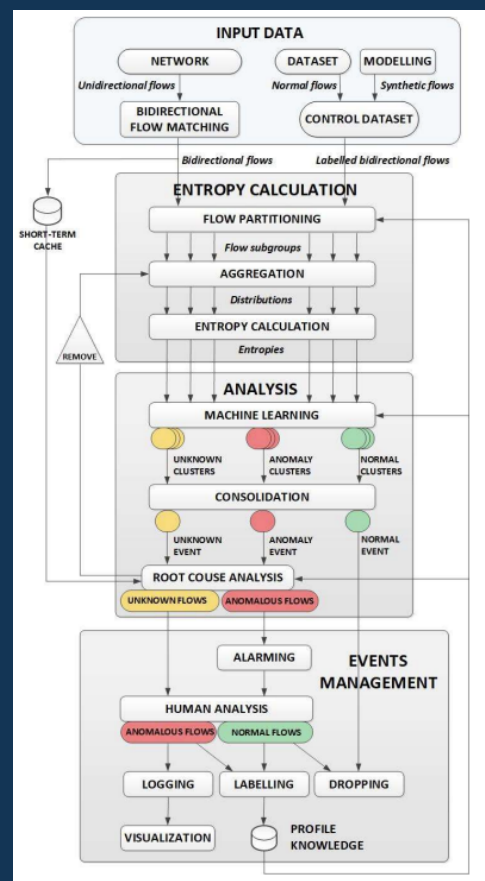 INPUT DATA
NETWORK
DATASET
MODELLING
Unidirectional flows
Normal flows
Synthetic flows
BIDIRECTIONAL
FLOW MATCHING
CONTROL DATASET
Bidirectional flows
Labelled bidirectional flows
SHORT-TERM
CACHE
ENTROPY CALCULATION
FLOW PARTITIONING
Flow subgroups
AGGREGATION
Distributions
ENTROPY CALCULATION
Entropies
REMOVE
ANALYSIS
MACHINE LEARNING
UNKNOWN
CLUSTERS
ANOMALY
CLUSTERS
NORMAL
CLUSTERS
CONSOLIDATION
UNKNOWN
EVENT
ANOMALY
EVENT
NORMAL
EVENT
ROOT COUSE ANALYSIS
UNKNOWN FLOWS
ANOMALOUS FLOWS
EVENTS
MANAGEMENT
ALARMING
HUMAN ANALYSIS
ANOMALOUS FLOWS
NORMAL FLOWS
LOGGING
LABELLING
DROPPING
VISUALIZATION
PROFILE
KNOWLEDGE